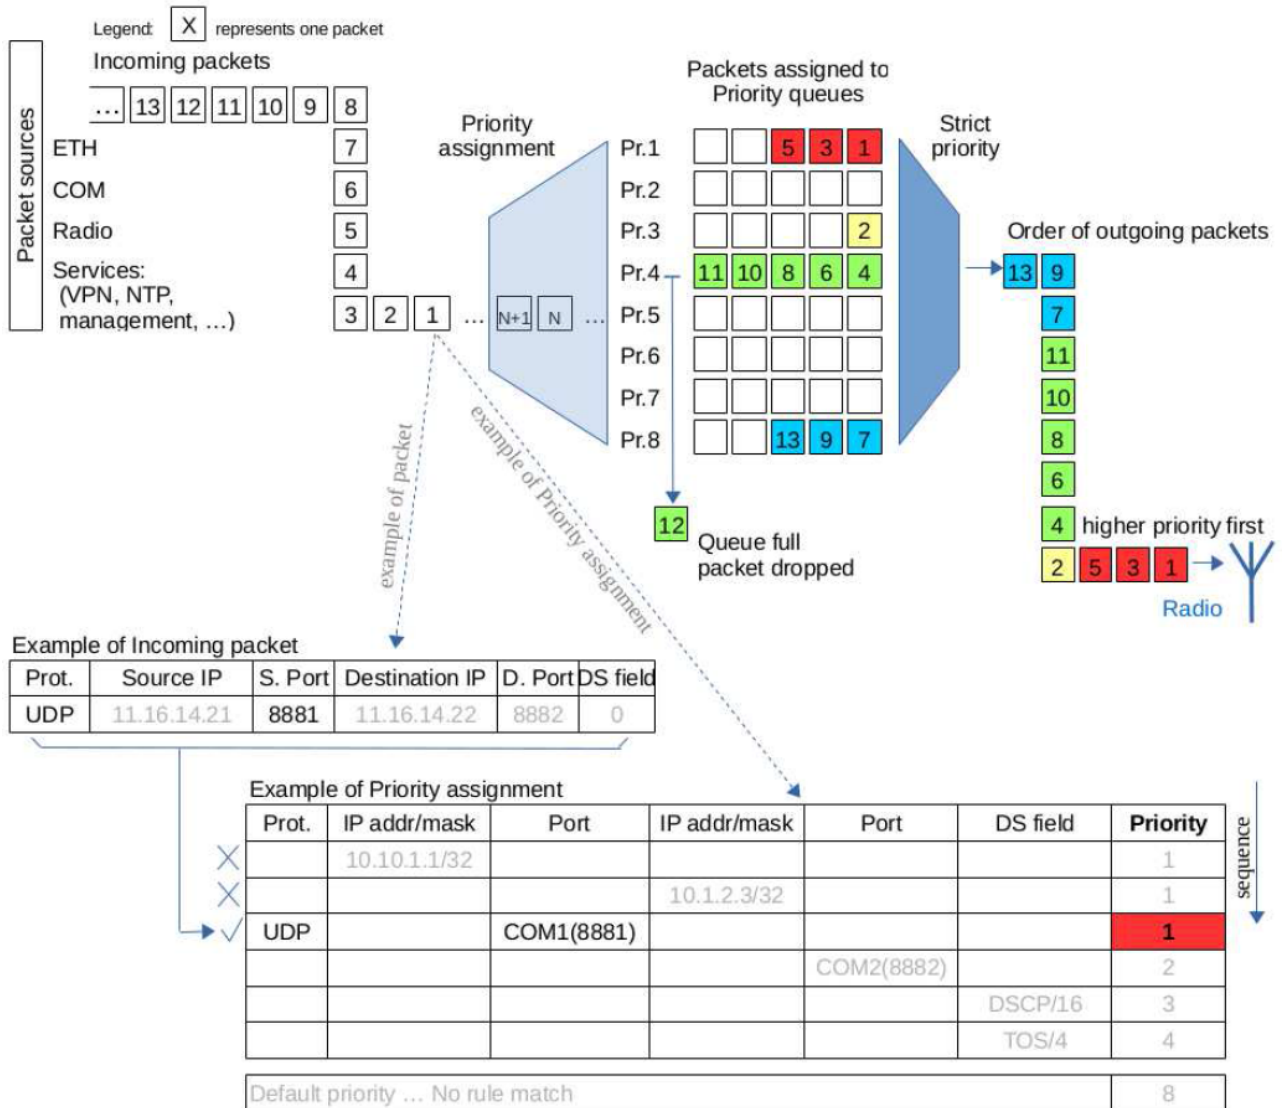 Legend: X represents one packet
Incoming packets
Packet sources
... 13 12 11 10 9 8
ETH 7
COM 6
Radio 5
Services: 4
(VPN, NTP,
management, ...)
3 2 1 ... N+1 N ...
Priority
assignment
Packets assigned to
Priority queues
Pr.1 5 3 1
Pr.2
Pr.3 2
Pr.4 11 10 8 6 4
Pr.5
Pr.6
Pr.7
Pr.8 13 9 7
12
Queue full
packet dropped
Strict
priority
Order of outgoing packets
13 9
7
11
10
8
6
4 higher priority first
2 5 3 1
Radio
example of packet
example of Priority assignment
Example of Incoming packet
Prot. Source IP S. Port Destination IP D. Port DS field
UDP 11.16.14.21 8881 11.16.14.22 8882 0
Example of Priority assignment
Prot. IP addr/mask Port IP addr/mask Port DS field Priority
10.10.1.1/32 1
10.1.2.3/32 1
UDP COM1(8881) 1
COM2(8882) 2
DSCP/16 3
TOS/4 4
Default priority ... No rule match 8
sequence